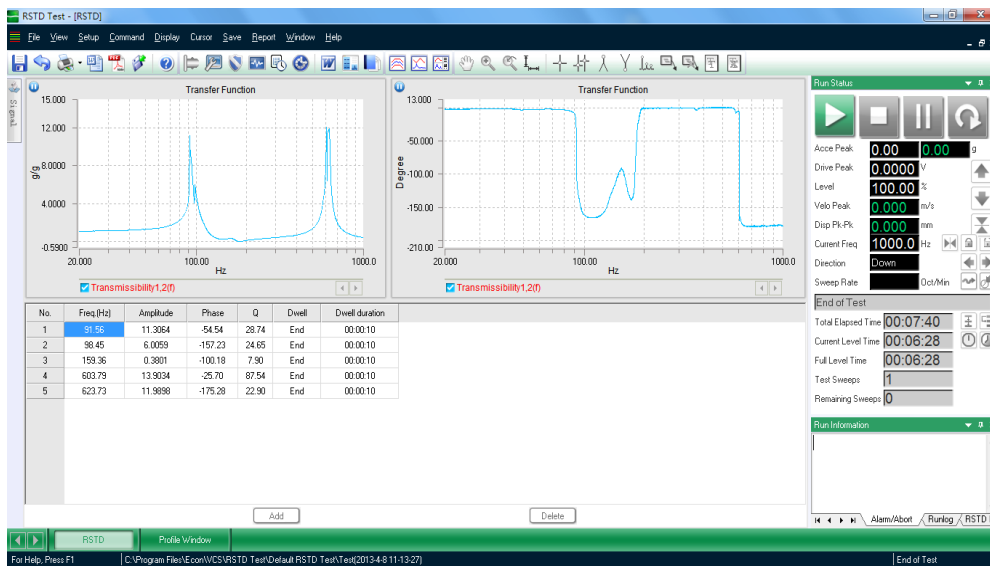 RSTD Test - [RSTD]
File View Setup Command Display Cursor Save Report Window Help
Signal
Transfer Function
15.000
12.000
8.0000
4.0000
-0.5900
g/g
20.000 100.00 1000.0
Hz
Transmissibility1,2(f)
Transfer Function
13.000
-50.000
-100.00
-150.00
-210.00
Degree
20.000 100.00 1000.0
Hz
Transmissibility1,2(f)
No. Freq.(Hz) Amplitude Phase Q Dwell Dwell duration
1 91.56 11.3064 -54.54 28.74 End 00:00:10
2 98.45 6.0059 -157.23 24.65 End 00:00:10
3 159.36 0.3801 -100.18 7.90 End 00:00:10
4 603.79 13.9034 -25.70 87.54 End 00:00:10
5 623.73 11.9898 -175.28 22.90 End 00:00:10
Add Delete
Run Status
Acce Peak 0.00 0.00 g
Drive Peak 0.0000 V
Level 100.00 %
Velo Peak 0.000 m/s
Disp Pk-Pk 0.000 mm
Current Freq 1000.0 Hz
Direction Down
Sweep Rate Oct/Min
End of Test
Total Elapsed Time 00:07:40
Current Level Time 00:06:28
Full Level Time 00:06:28
Test Sweeps 1
Remaining Sweeps 0
Run Information
Alarm/Abort Runlog RSTD
RSTD Profile Window
For Help, Press F1 C:\Program Files\Econ\VCS\RSTD Test\Default RSTD Test\Test(2013-4-8 11-13-27) End of Test